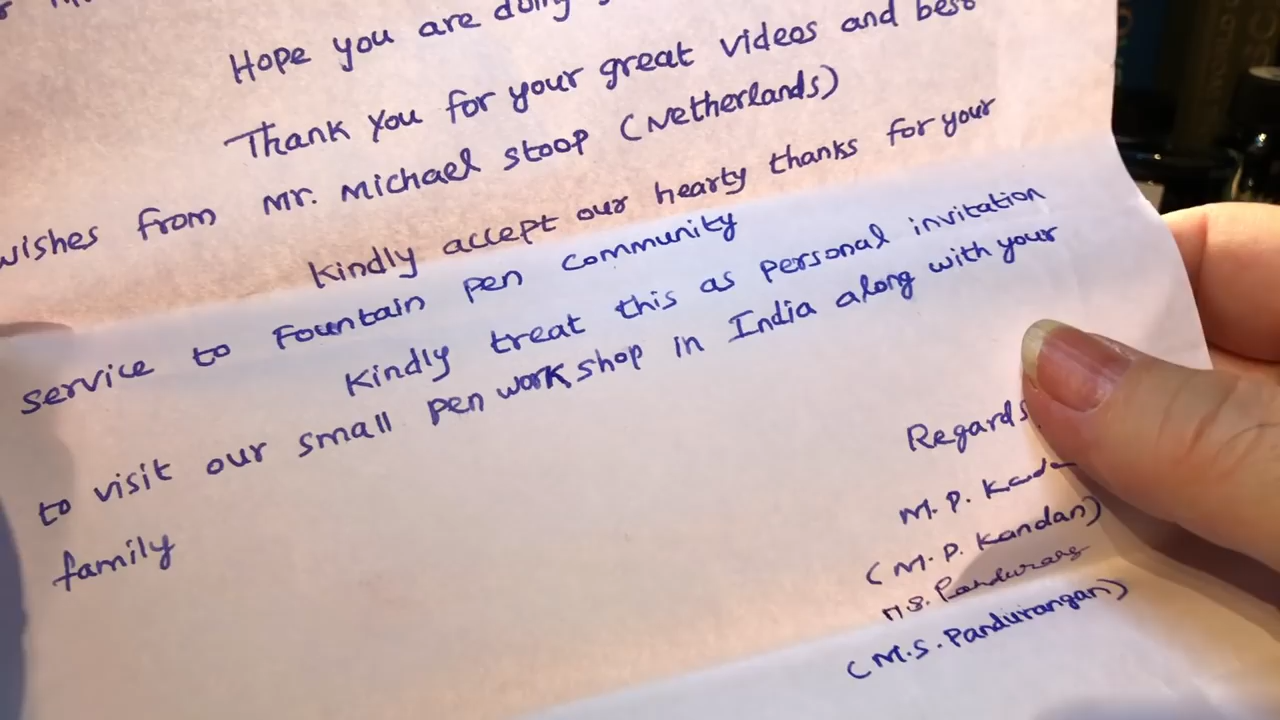 Hope you are doing
Thank you for your great videos and best
wishes from Mr. Michael stoop (Netherlands)
Kindly accept our hearty thanks for your
service to Fountain pen community
Kindly treat this as personal invitation
to visit our small pen workshop in India along with your
family
Regards
M. P. Kanda
(M. P. Kandan)
M.S. Pandurang
(M.S. Pandurangan)